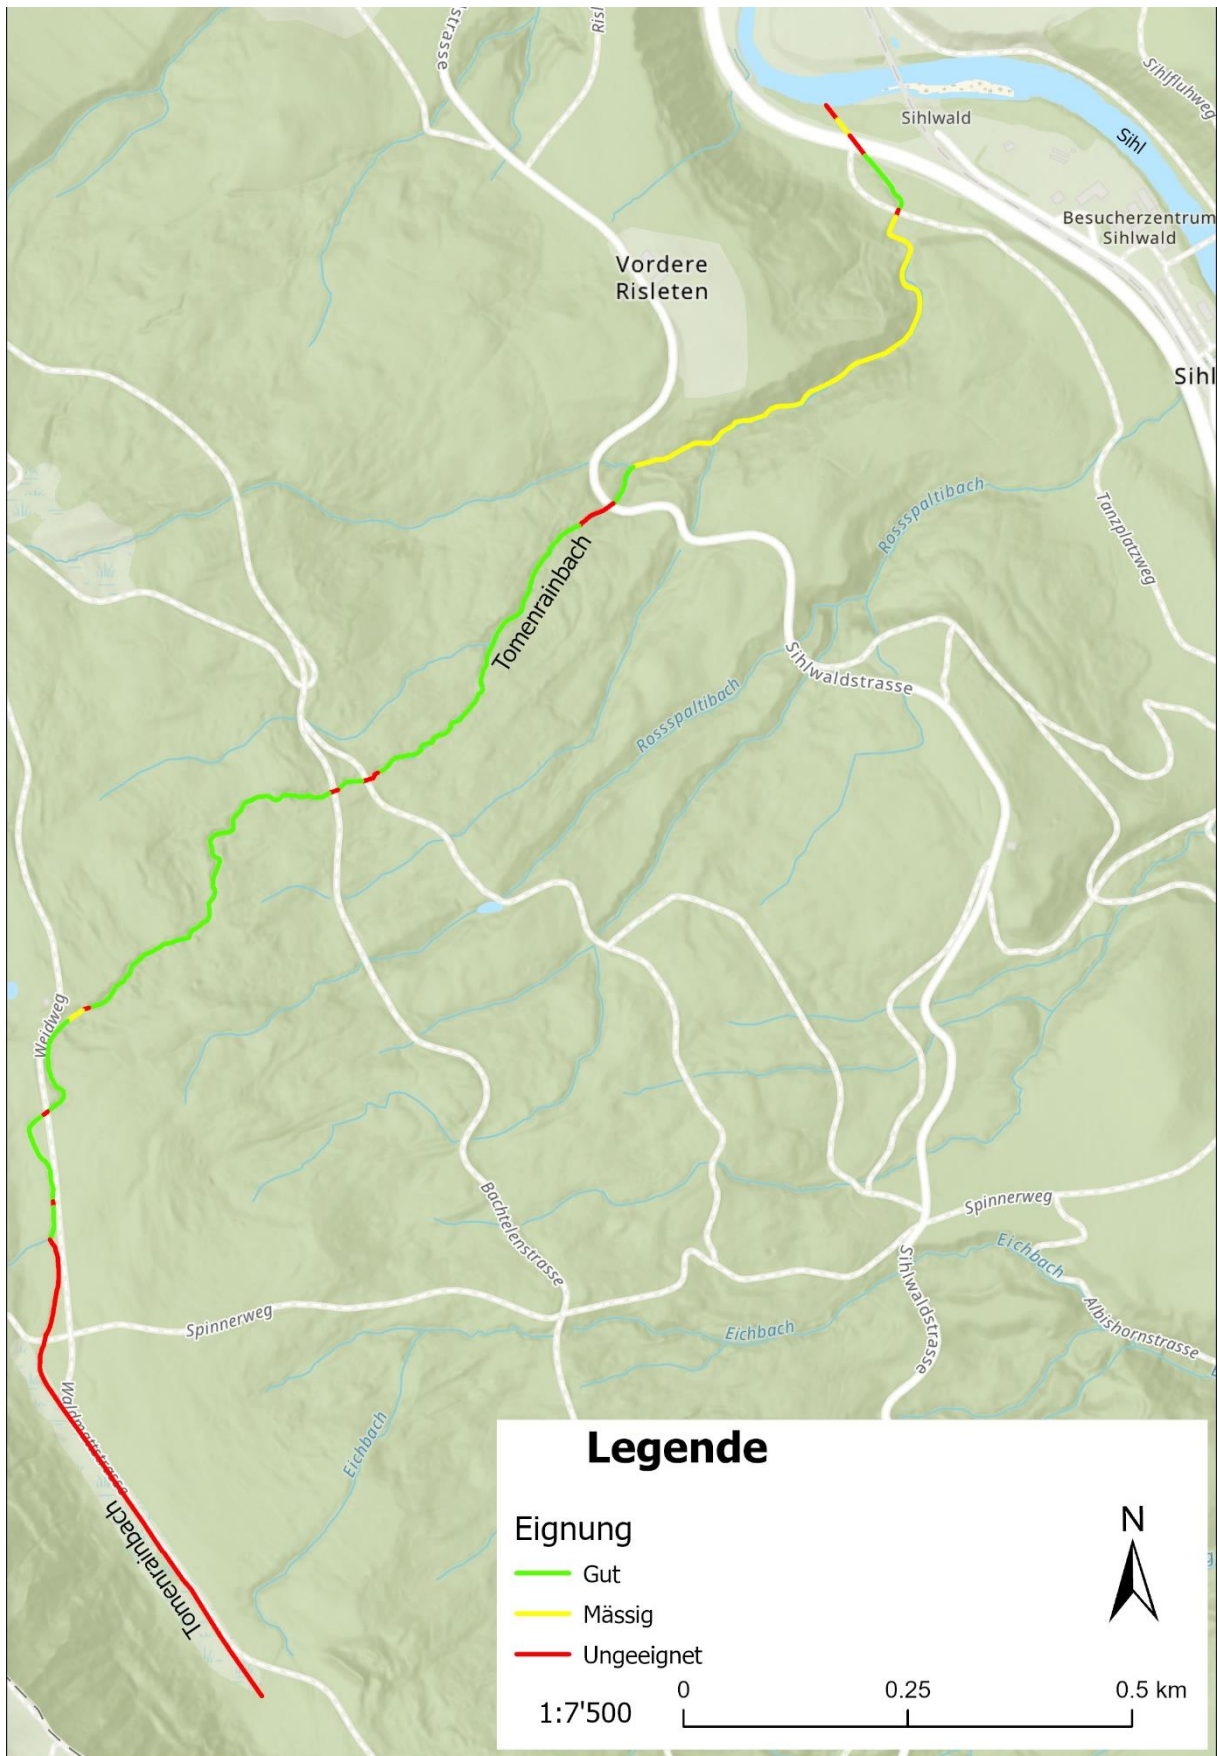 Sihlfluhweg
Sihlwald
Sihl
Besucherzentrum
Sihlwald
Vordere
Risleten
Sihl
Rossspaltibach
Tanzplatzweg
Tomenrainbach
Sihlwaldstrasse
Rossspaltibach
Weidweg
Bachtelenstrasse
Spinnerweg
Eichbach
Sihlwaldstrasse
Albishornstrasse
Spinnerweg
Eichbach
Waldmattstrasse
Eichbach
Tomenrainbach
Legende
Eignung
Gut
Mässig
Ungeeignet
N
1:7'500
0 0.25 0.5 km